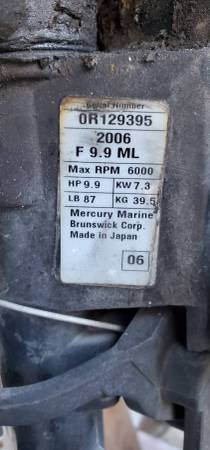 Serial Number
0R129395
2006
F 9.9 ML
Max RPM 6000
HP 9.9 KW 7.3
LB 87 KG 39.5
Mercury Marine
Brunswick Corp.
Made in Japan
06